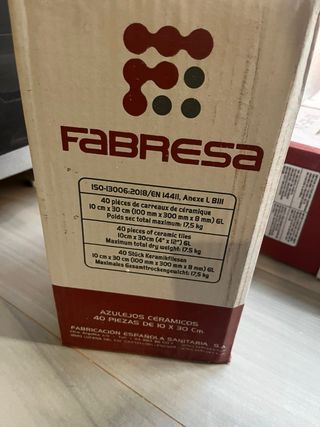 FABRESA
ISO-13006:2018/EN 14411, Anexe L BIII
40 pièces de carreaux de céramique
10 cm x 30 cm (100 mm x 300 mm x 8 mm) GL
Poids sec total maximum: 17,5 kg
40 pieces of ceramic tiles
10cm x 30cm (4" x 12") GL
Maximum total dry weight: 17.5 kg
40 Stück Keramikfliesen
10 cm x 30 cm (100 mm x 300 mm x 8 mm) GL
Maximales Gesamttrockengewicht: 17,5 kg
AZULEJOS CERAMICOS
40 PIEZAS DE 10 X 30 CM.
FABRICACION ESPAÑOLA SANITARIA, S.A.